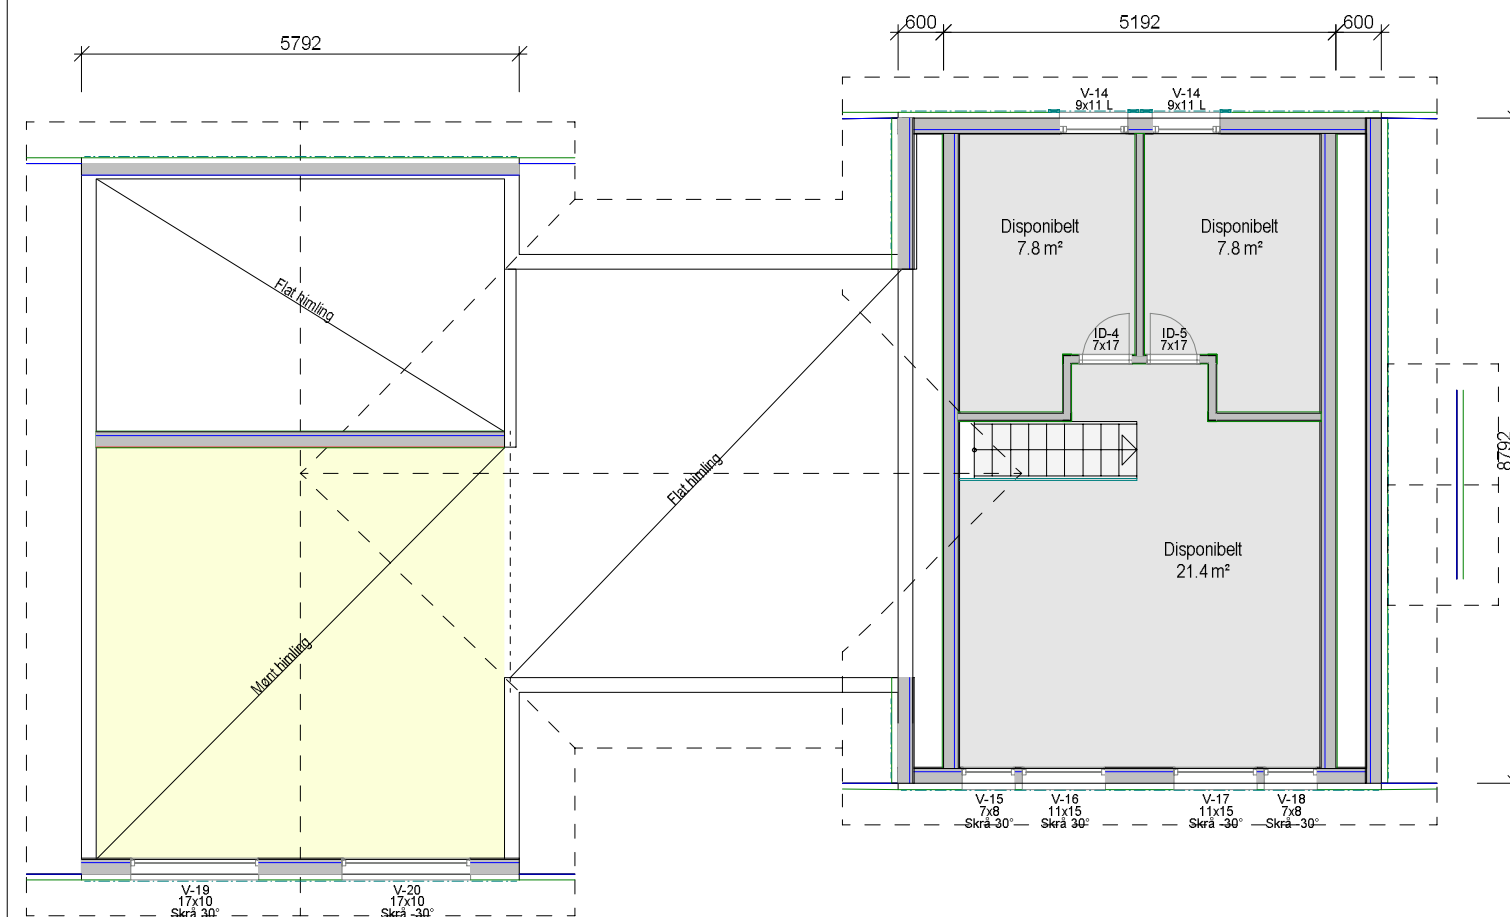 600
5192
600
5792
V-14
9x11 L
V-14
9x11 L
Disponibelt
7.8 m²
Disponibelt
7.8 m²
Flat himling
ID-4
7x17
ID-5
7x17
8792
Flat himling
Disponibelt
21.4 m²
Mønt himling
V-15
7x8
Skrå 30°
V-16
11x15
Skrå 30°
V-17
11x15
Skrå -30°
V-18
7x8
Skrå -30°
V-19
17x10
Skrå 30°
V-20
17x10
Skrå -30°